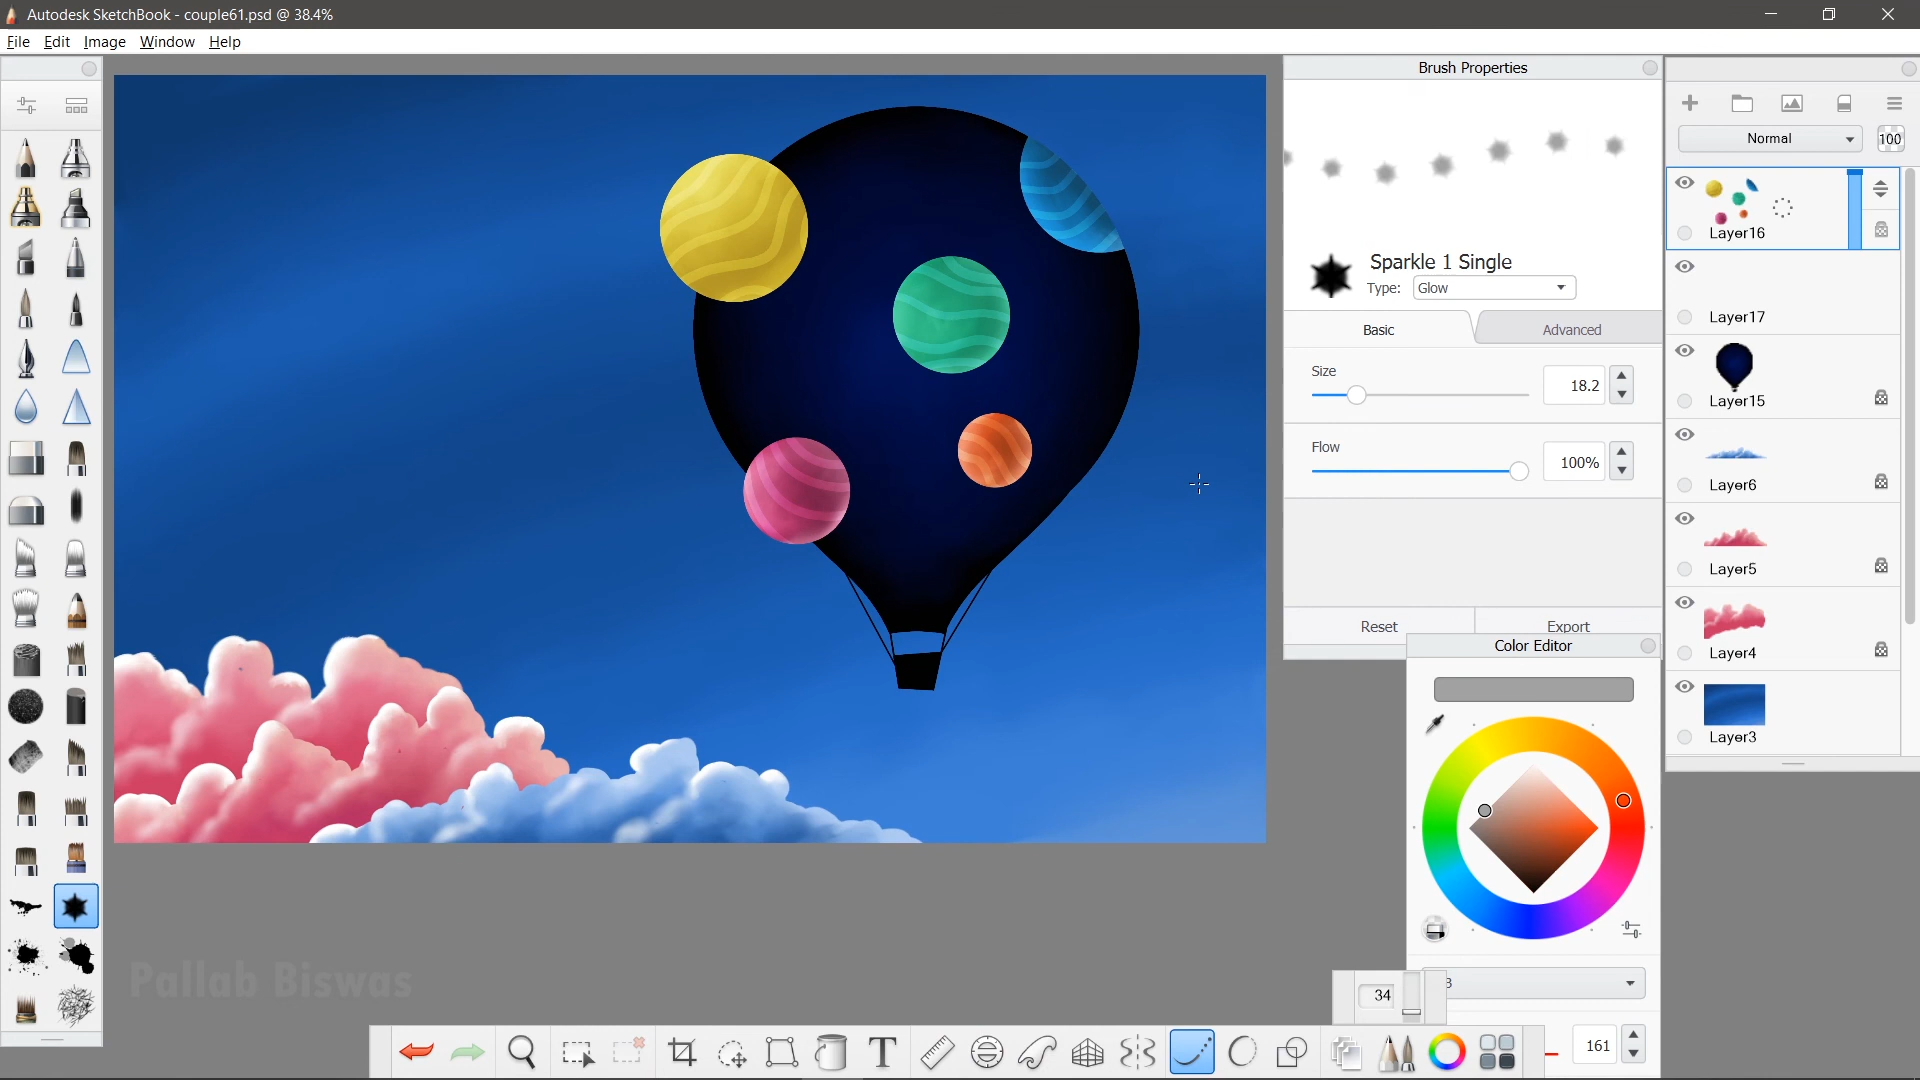 Autodesk SketchBook - couple61.psd @ 38.4%
File Edit Image Window Help
Brush Properties
Normal
100
Layer16
Sparkle 1 Single
Type: Glow
Layer17
Basic
Advanced
Size
18.2
Layer15
Flow
100%
Layer6
Layer5
Reset
Export
Color Editor
Layer4
Layer3
Pallab Biswas
34
3
T
161